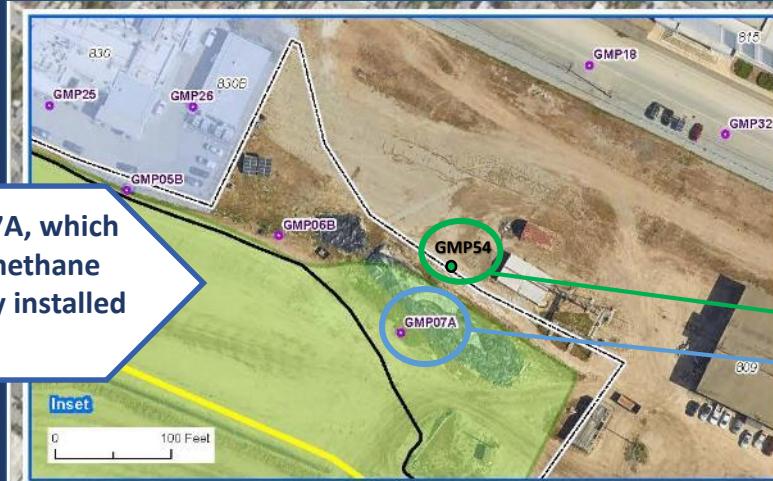 830
815
GMP18
830B
GMP25
GMP26
GMP32
GMP05B
7A, which
nethane
y installed
GMP06B
GMP54
GMP07A
809
Inset
0
100 Feet